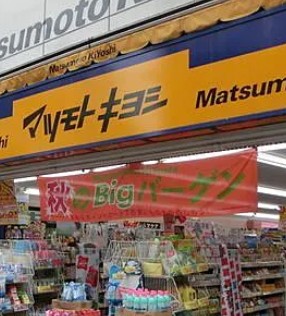 sumoto K
Matsumoto KiYoshi
hi マツモトキヨシ Matsum
秋のBigバーゲン